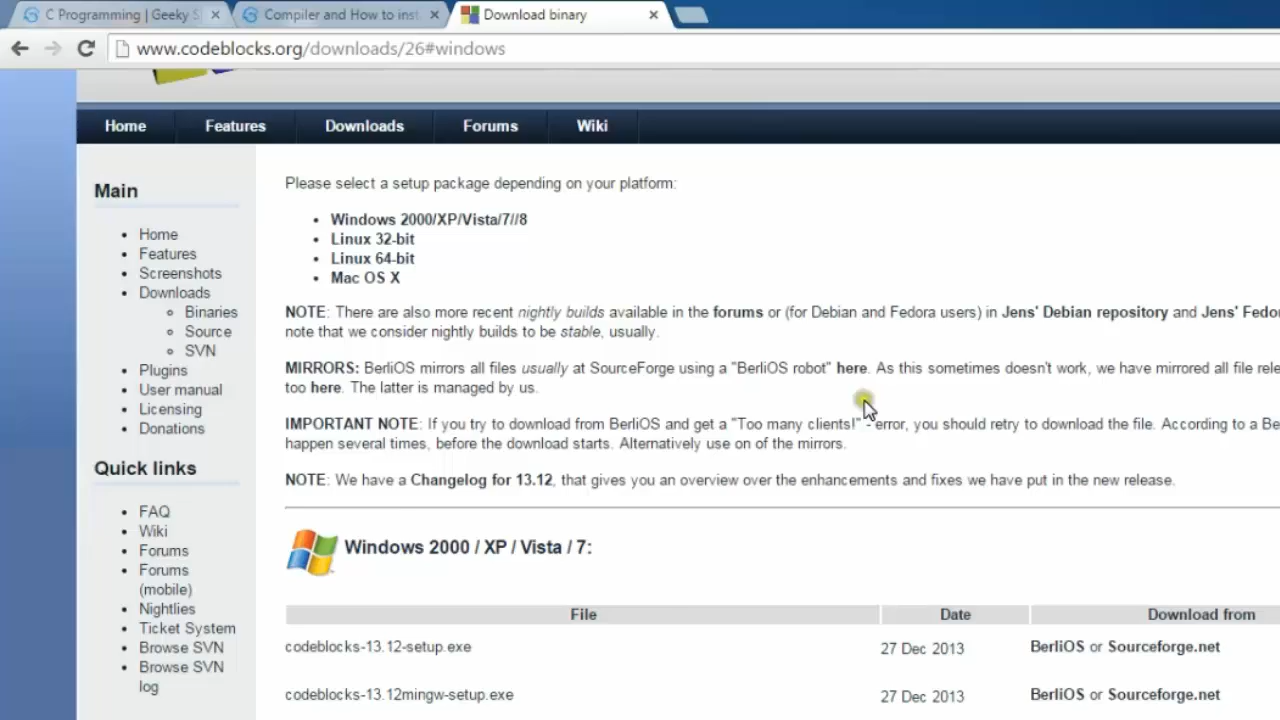 C Programming | Geeky S
Compiler and How to inst
Download binary
www.codeblocks.org/downloads/26#windows
Home
Features
Downloads
Forums
Wiki
Main
Home
Features
Screenshots
Downloads
Binaries
Source
SVN
Plugins
User manual
Licensing
Donations
Quick links
FAQ
Wiki
Forums
Forums
(mobile)
Nightlies
Ticket System
Browse SVN
Browse SVN
log
Please select a setup package depending on your platform:
Windows 2000/XP/Vista/7//8
Linux 32-bit
Linux 64-bit
Mac OS X
NOTE: There are also more recent nightly builds available in the forums or (for Debian and Fedora users) in Jens' Debian repository and Jens' Fedo
note that we consider nightly builds to be stable, usually.
MIRRORS: BerliOS mirrors all files usually at SourceForge using a "BerliOS robot" here. As this sometimes doesn't work, we have mirrored all file rele
too here. The latter is managed by us.
IMPORTANT NOTE: If you try to download from BerliOS and get a "Too many clients!" - error, you should retry to download the file. According to a Be
happen several times, before the download starts. Alternatively use on of the mirrors.
NOTE: We have a Changelog for 13.12, that gives you an overview over the enhancements and fixes we have put in the new release.
Windows 2000 / XP / Vista / 7:
File Date Download from
codeblocks-13.12-setup.exe 27 Dec 2013 BerliOS or Sourceforge.net
codeblocks-13.12mingw-setup.exe 27 Dec 2013 BerliOS or Sourceforge.net